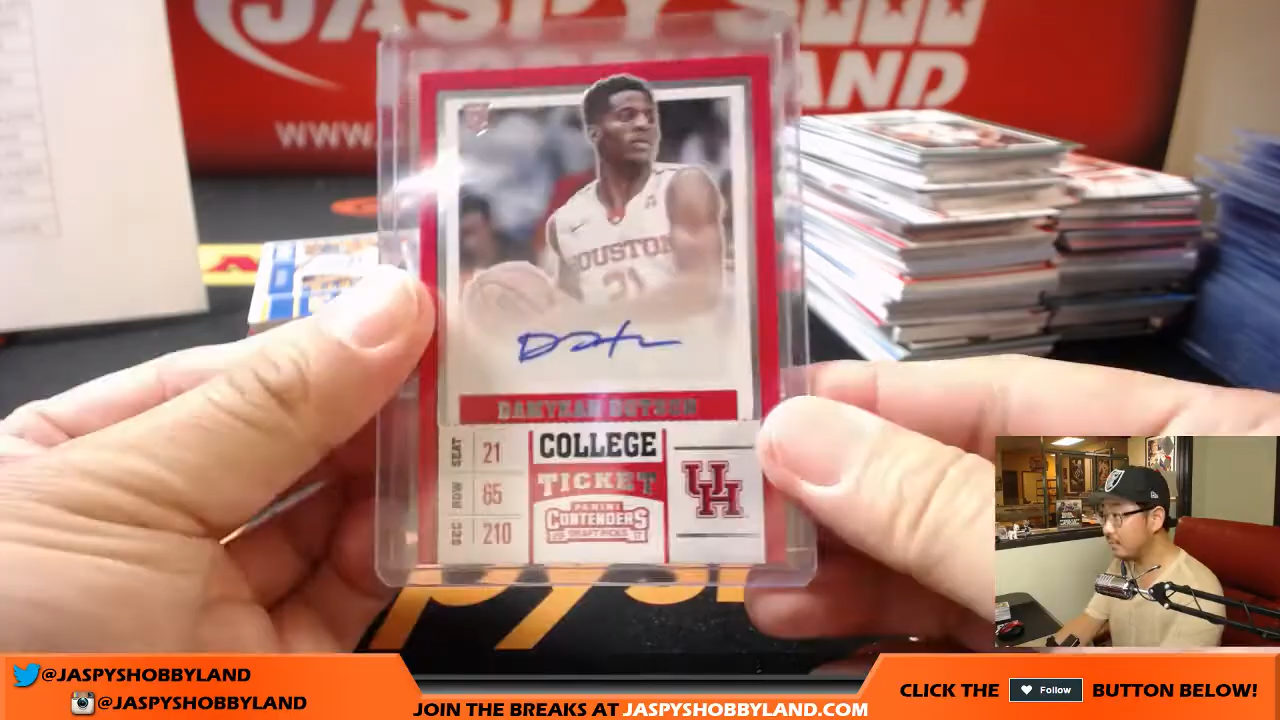 JASPY'S
LAND
WWW.
HOUSTON
21
DAMYEAN DOTSON
SEAT 21
ROW 65
SEC 210
COLLEGE
TICKET
PANINI
CONTENDERS
DRAFT PICKS
UH
@JASPYSHOBBYLAND
@JASPYSHOBBYLAND
JOIN THE BREAKS AT JASPYSHOBBYLAND.COM
CLICK THE Follow BUTTON BELOW!